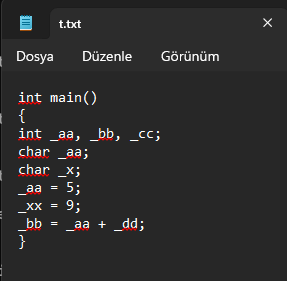 t.txt
Dosya Düzenle Görünüm
int main()
{
int _aa, _bb, _cc;
char _aa;
char _x;
_aa = 5;
_xx = 9;
_bb = _aa + _dd;
}